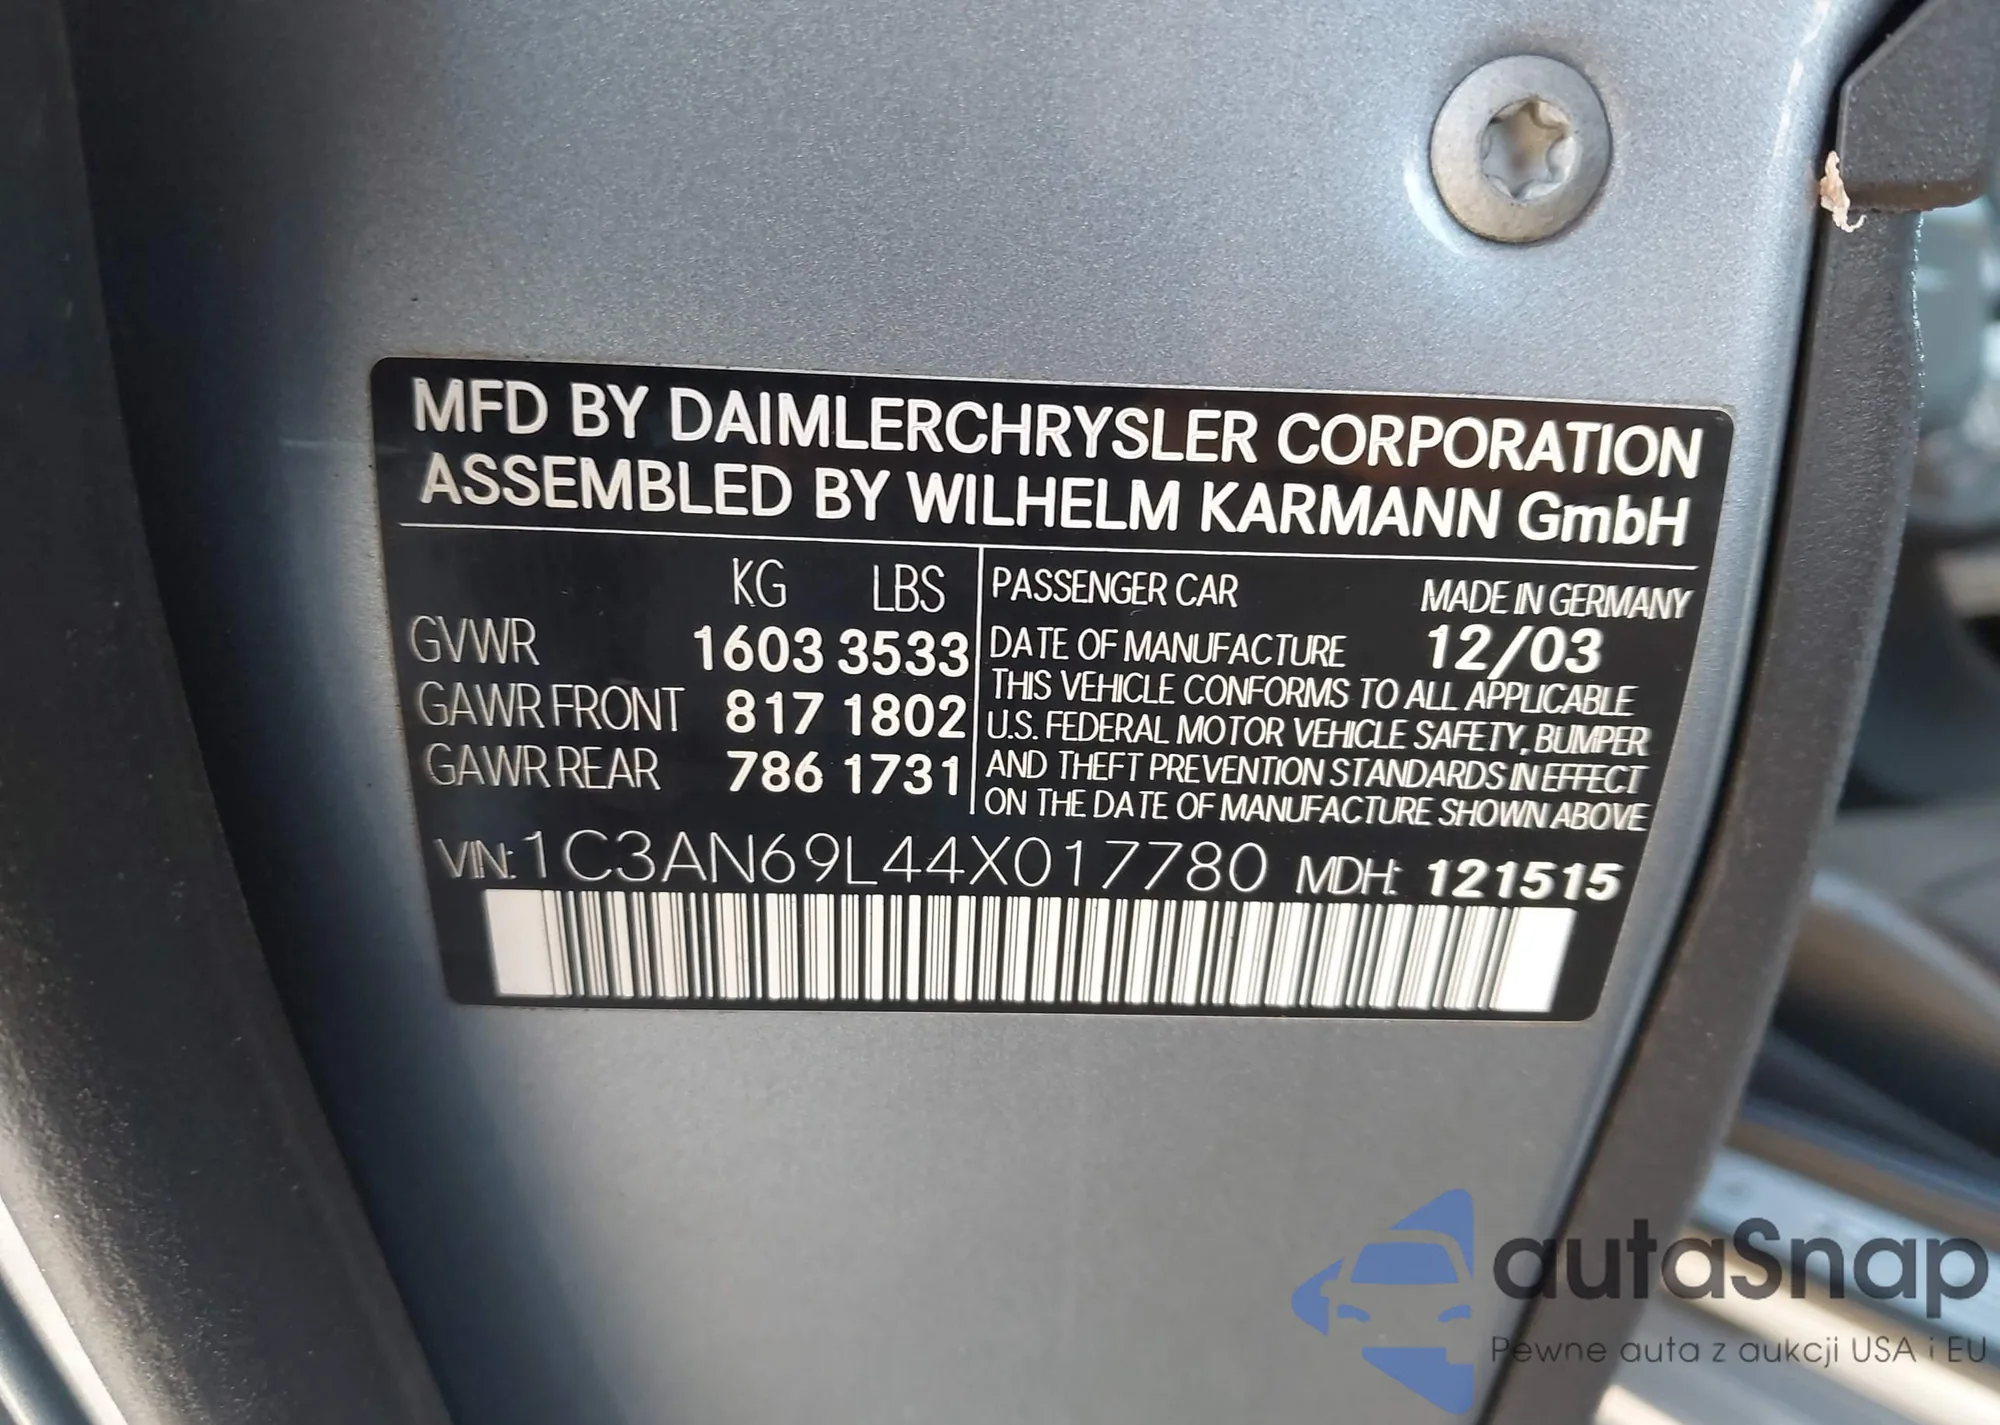 MFD BY DAIMLERCHRYSLER CORPORATION
ASSEMBLED BY WILHELM KARMANN GmbH
KG LBS
GVWR 1603 3533
GAWR FRONT 817 1802
GAWR REAR 786 1731
PASSENGER CAR MADE IN GERMANY
DATE OF MANUFACTURE 12/03
THIS VEHICLE CONFORMS TO ALL APPLICABLE
U.S. FEDERAL MOTOR VEHICLE SAFETY, BUMPER
AND THEFT PREVENTION STANDARDS IN EFFECT
ON THE DATE OF MANUFACTURE SHOWN ABOVE
VIN: 1C3AN69L44X017780 MDH: 121515
autaSnap
Pewne auta z aukcji USA i EU